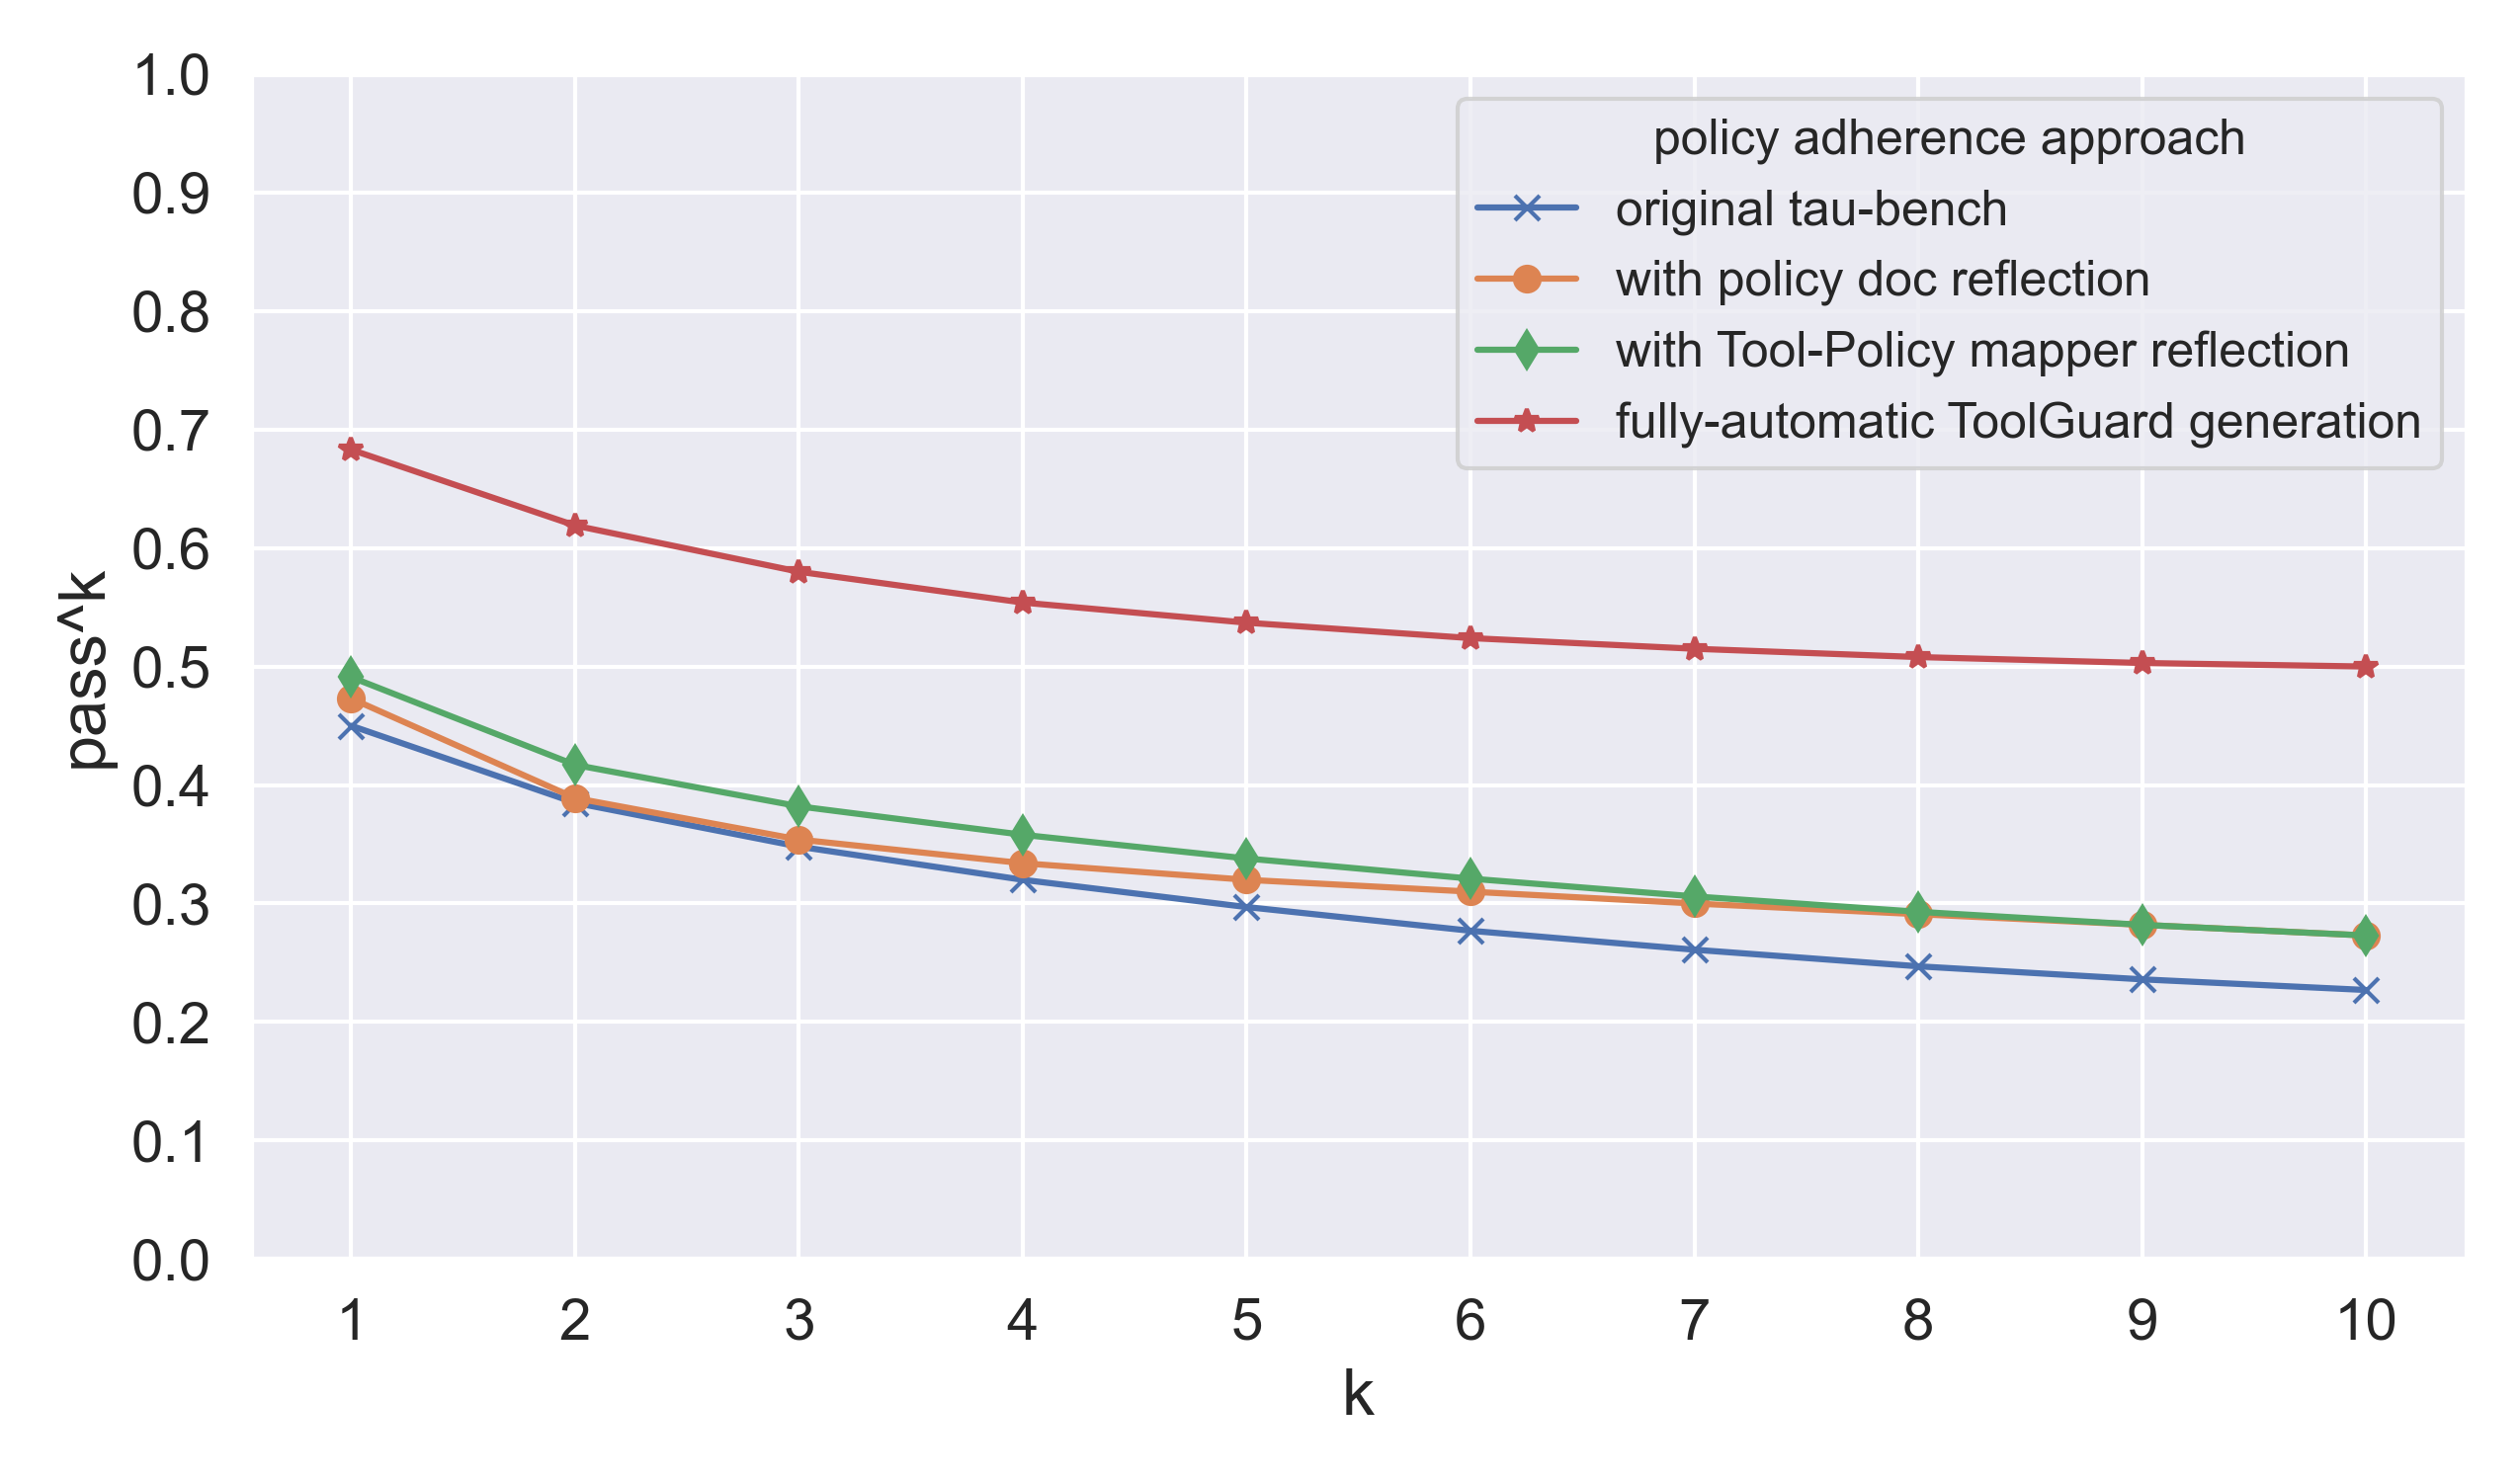 1.0
0.9
0.8
0.7
0.6
0.5
0.4
0.3
0.2
0.1
0.0
pass^k
policy adherence approach
original tau-bench
with policy doc reflection
with Tool-Policy mapper reflection
fully-automatic ToolGuard generation
1 2 3 4 5 6 7 8 9 10
k